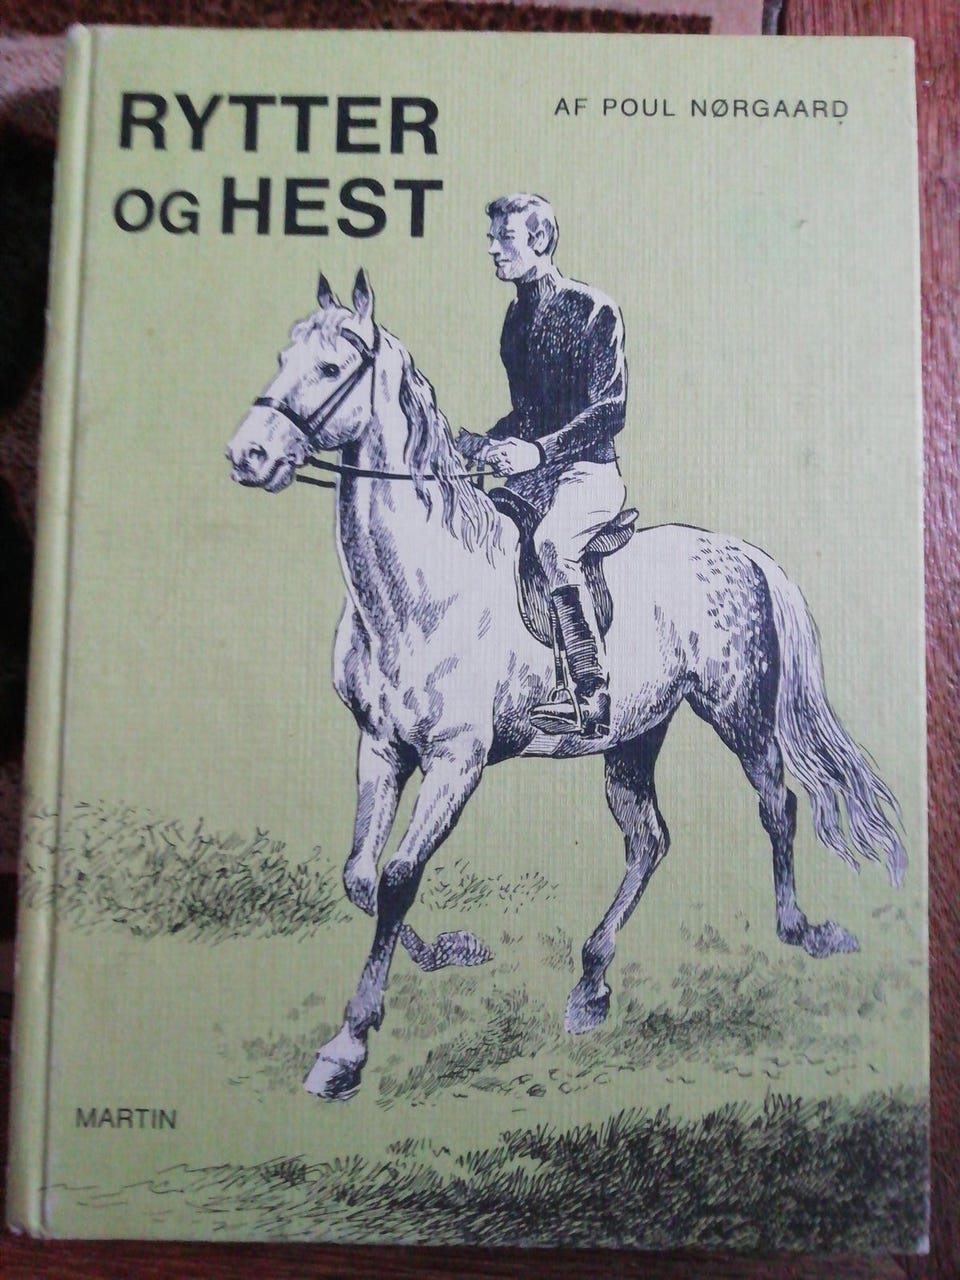 RYTTER
OG HEST
AF POUL NØRGAARD
MARTIN